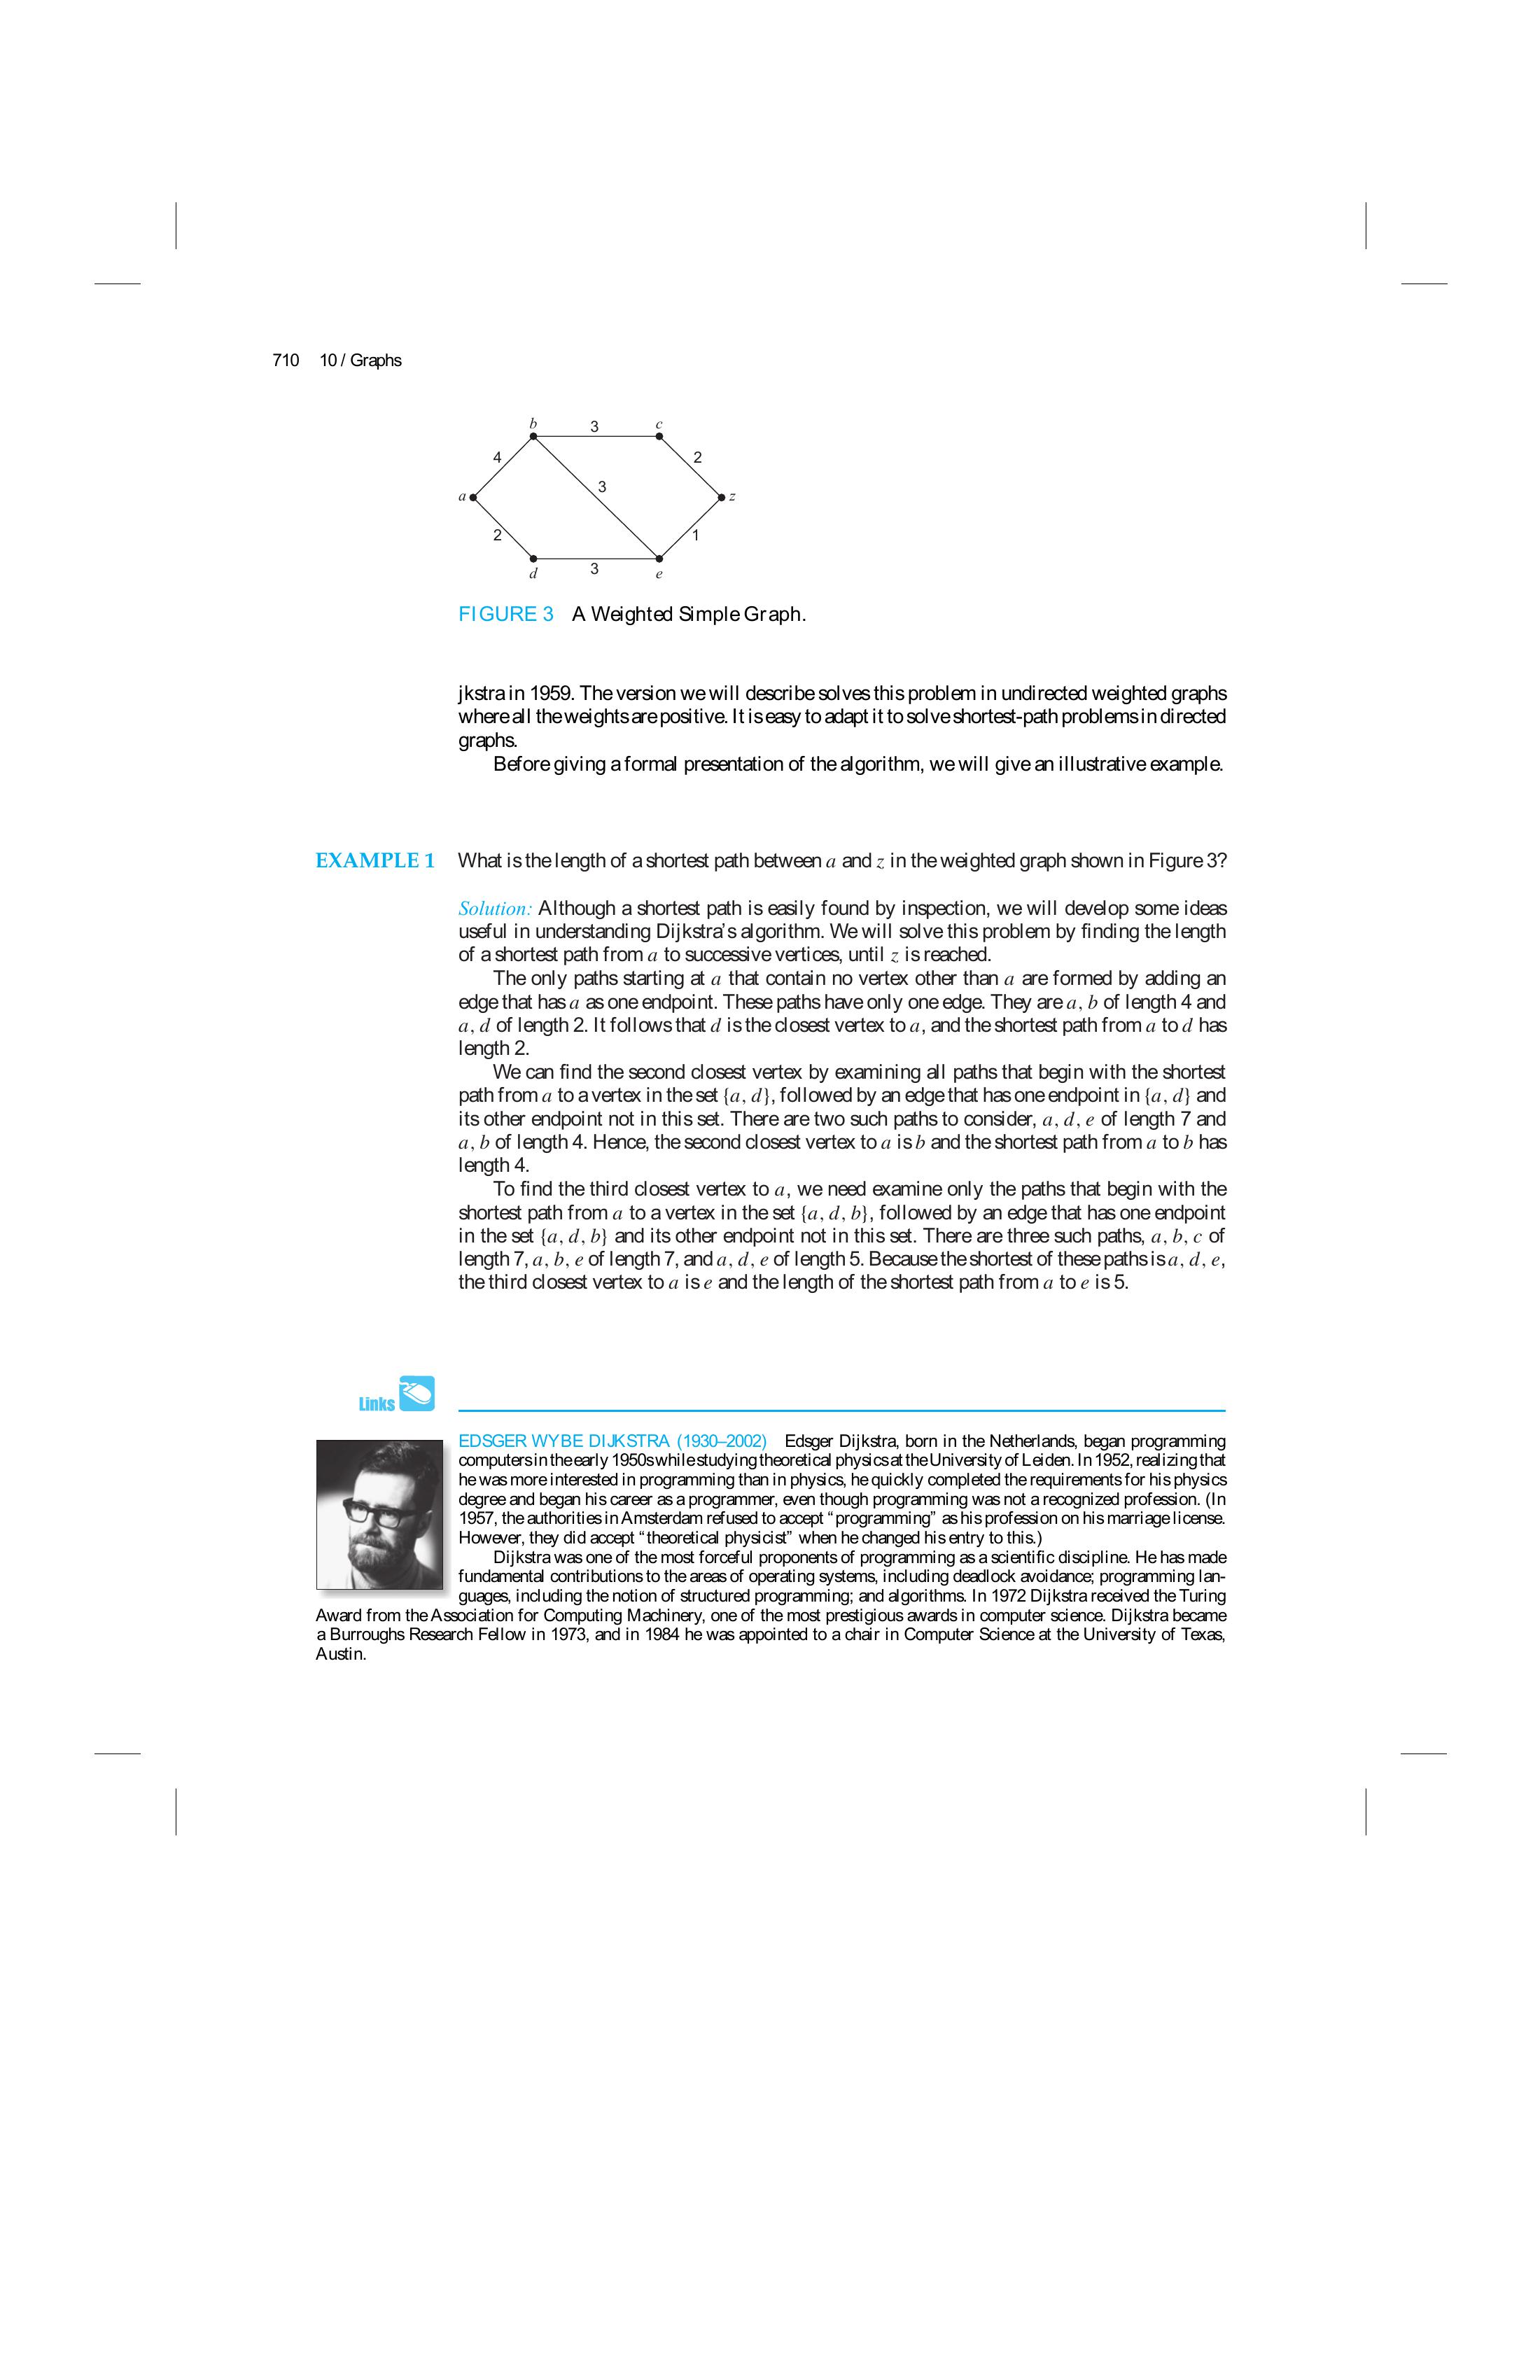 710 10 / Graphs
b 3 c
4 2
3
a z
2 1
d 3 e
FIGURE 3 A Weighted Simple Graph.
jkstra in 1959. The version we will describe solves this problem in undirected weighted graphs
where all the weights are positive. It is easy to adapt it to solve shortest-path problems in directed
graphs.
Before giving a formal presentation of the algorithm, we will give an illustrative example.
EXAMPLE 1 What is the length of a shortest path between a and z in the weighted graph shown in Figure 3?
Solution: Although a shortest path is easily found by inspection, we will develop some ideas
useful in understanding Dijkstra's algorithm. We will solve this problem by finding the length
of a shortest path from a to successive vertices, until z is reached.
The only paths starting at a that contain no vertex other than a are formed by adding an
edge that has a as one endpoint. These paths have only one edge. They are a, b of length 4 and
a, d of length 2. It follows that d is the closest vertex to a, and the shortest path from a to d has
length 2.
We can find the second closest vertex by examining all paths that begin with the shortest
path from a to a vertex in the set {a, d}, followed by an edge that has one endpoint in {a, d} and
its other endpoint not in this set. There are two such paths to consider, a, d, e of length 7 and
a, b of length 4. Hence, the second closest vertex to a is b and the shortest path from a to b has
length 4.
To find the third closest vertex to a, we need examine only the paths that begin with the
shortest path from a to a vertex in the set {a, d, b}, followed by an edge that has one endpoint
in the set {a, d, b} and its other endpoint not in this set. There are three such paths, a, b, c of
length 7, a, b, e of length 7, and a, d, e of length 5. Because the shortest of these paths is a, d, e,
the third closest vertex to a is e and the length of the shortest path from a to e is 5.
Links
EDSGER WYBE DIJKSTRA (1930–2002) Edsger Dijkstra, born in the Netherlands, began programming
computers in the early 1950s while studying theoretical physics at the University of Leiden. In 1952, realizing that
he was more interested in programming than in physics, he quickly completed the requirements for his physics
degree and began his career as a programmer, even though programming was not a recognized profession. (In
1957, the authorities in Amsterdam refused to accept “programming” as his profession on his marriage license.
However, they did accept “theoretical physicist” when he changed his entry to this.)
Dijkstra was one of the most forceful proponents of programming as a scientific discipline. He has made
fundamental contributions to the areas of operating systems, including deadlock avoidance; programming lan-
guages, including the notion of structured programming; and algorithms. In 1972 Dijkstra received the Turing
Award from the Association for Computing Machinery, one of the most prestigious awards in computer science. Dijkstra became
a Burroughs Research Fellow in 1973, and in 1984 he was appointed to a chair in Computer Science at the University of Texas,
Austin.